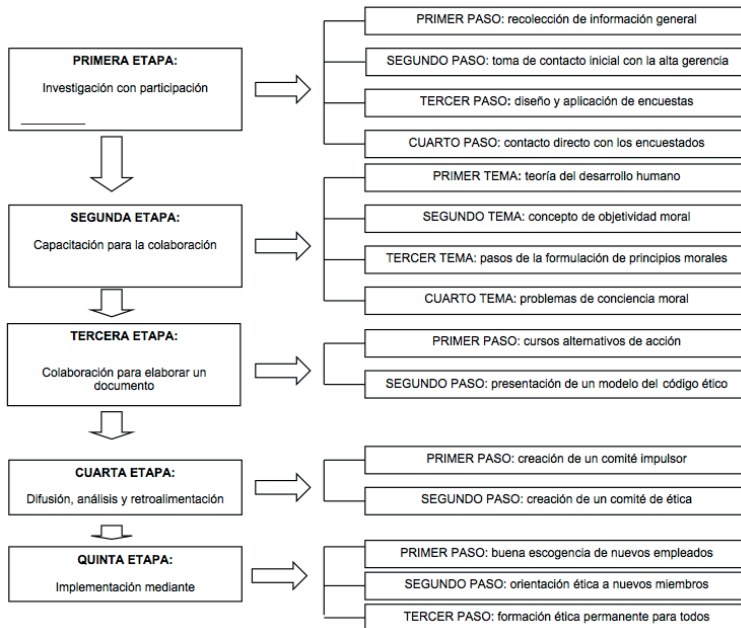 PRIMERA ETAPA:
Investigación con participación
PRIMER PASO: recolección de información general
SEGUNDO PASO: toma de contacto inicial con la alta gerencia
TERCER PASO: diseño y aplicación de encuestas
CUARTO PASO: contacto directo con los encuestados
SEGUNDA ETAPA:
Capacitación para la colaboración
PRIMER TEMA: teoría del desarrollo humano
SEGUNDO TEMA: concepto de objetividad moral
TERCER TEMA: pasos de la formulación de principios morales
CUARTO TEMA: problemas de conciencia moral
TERCERA ETAPA:
Colaboración para elaborar un
documento
PRIMER PASO: cursos alternativos de acción
SEGUNDO PASO: presentación de un modelo del código ético
CUARTA ETAPA:
Difusión, análisis y retroalimentación
PRIMER PASO: creación de un comité impulsor
SEGUNDO PASO: creación de un comité de ética
QUINTA ETAPA:
Implementación mediante
PRIMER PASO: buena escogencia de nuevos empleados
SEGUNDO PASO: orientación ética a nuevos miembros
TERCER PASO: formación ética permanente para todos